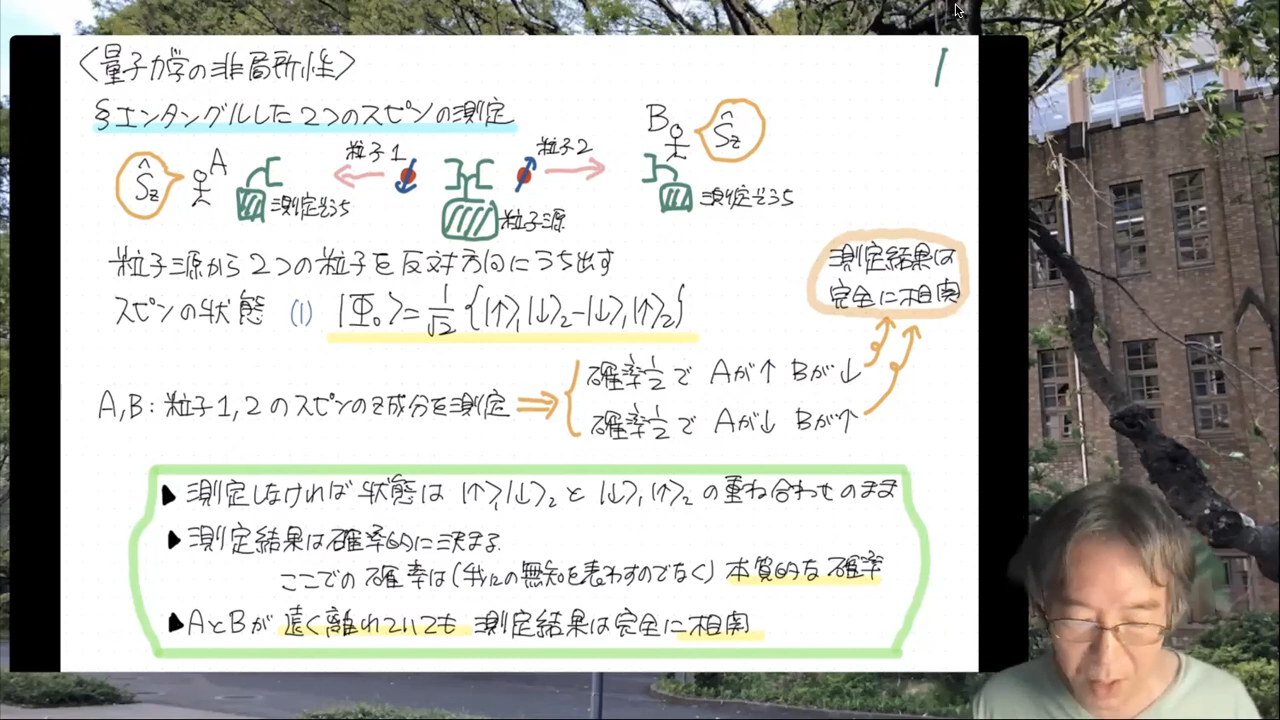 〈量子力学の非局所性〉
1
§エンタングルした2つのスピンの測定
Ŝz
A
測定そうち
粒子1
粒子2
粒子源
B
Ŝz
測定そうち
粒子源から2つの粒子を反対方向にうち出す
スピンの状態 (1) |Φ₀〉=1/√2{|↑〉₁|↓〉₂−|↓〉₁|↑〉₂}
測定結果は
完全に相関
A,B:粒子1,2のスピンのz成分を測定 ⇒
確率1/2で Aが↑ Bが↓
確率1/2で Aが↓ Bが↑
▶ 測定しなければ 状態は |↑〉₁|↓〉₂ と |↓〉₁|↑〉₂ の重ね合わせのまま
▶ 測定結果は確率的に決まる.
ここでの 確率は(我々の無知を表わすのでなく) 本質的な確率
▶ AとBが 遠く離れていても 測定結果は完全に相関